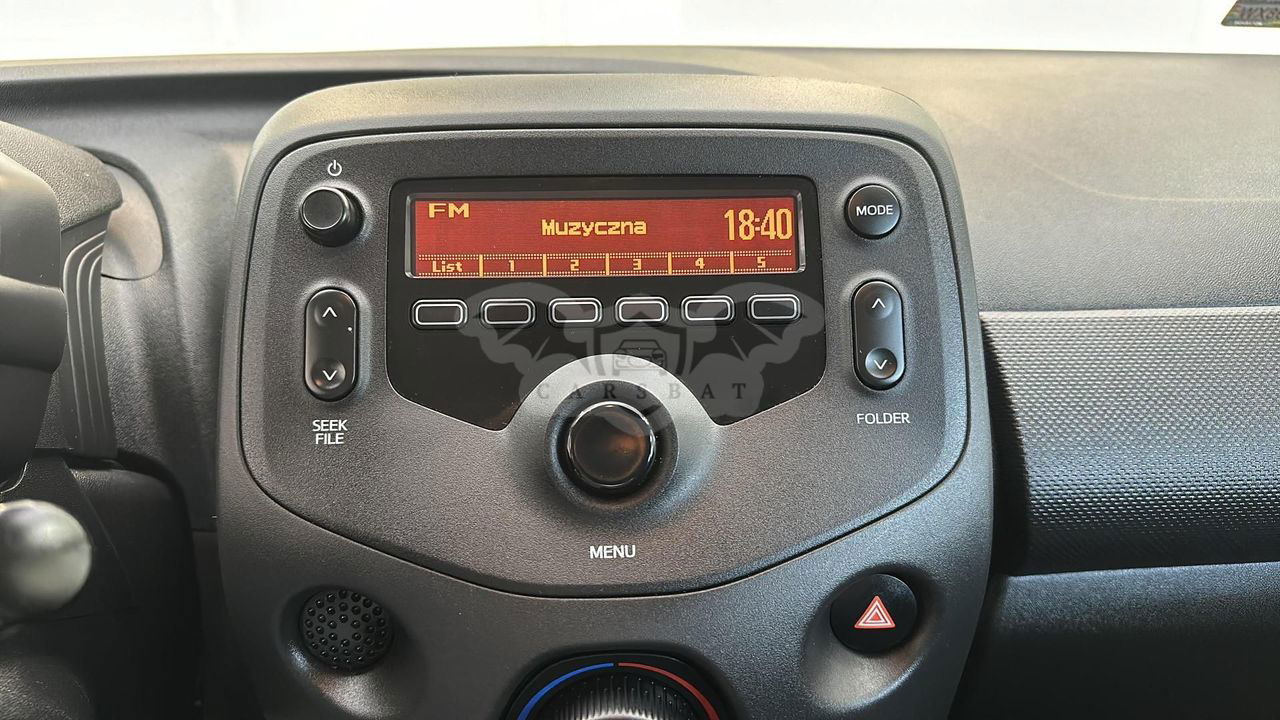 FM
Muzyczna
18:40
List 1 2 3 4 5
MODE
CARSBAT
SEEK
FILE
FOLDER
MENU